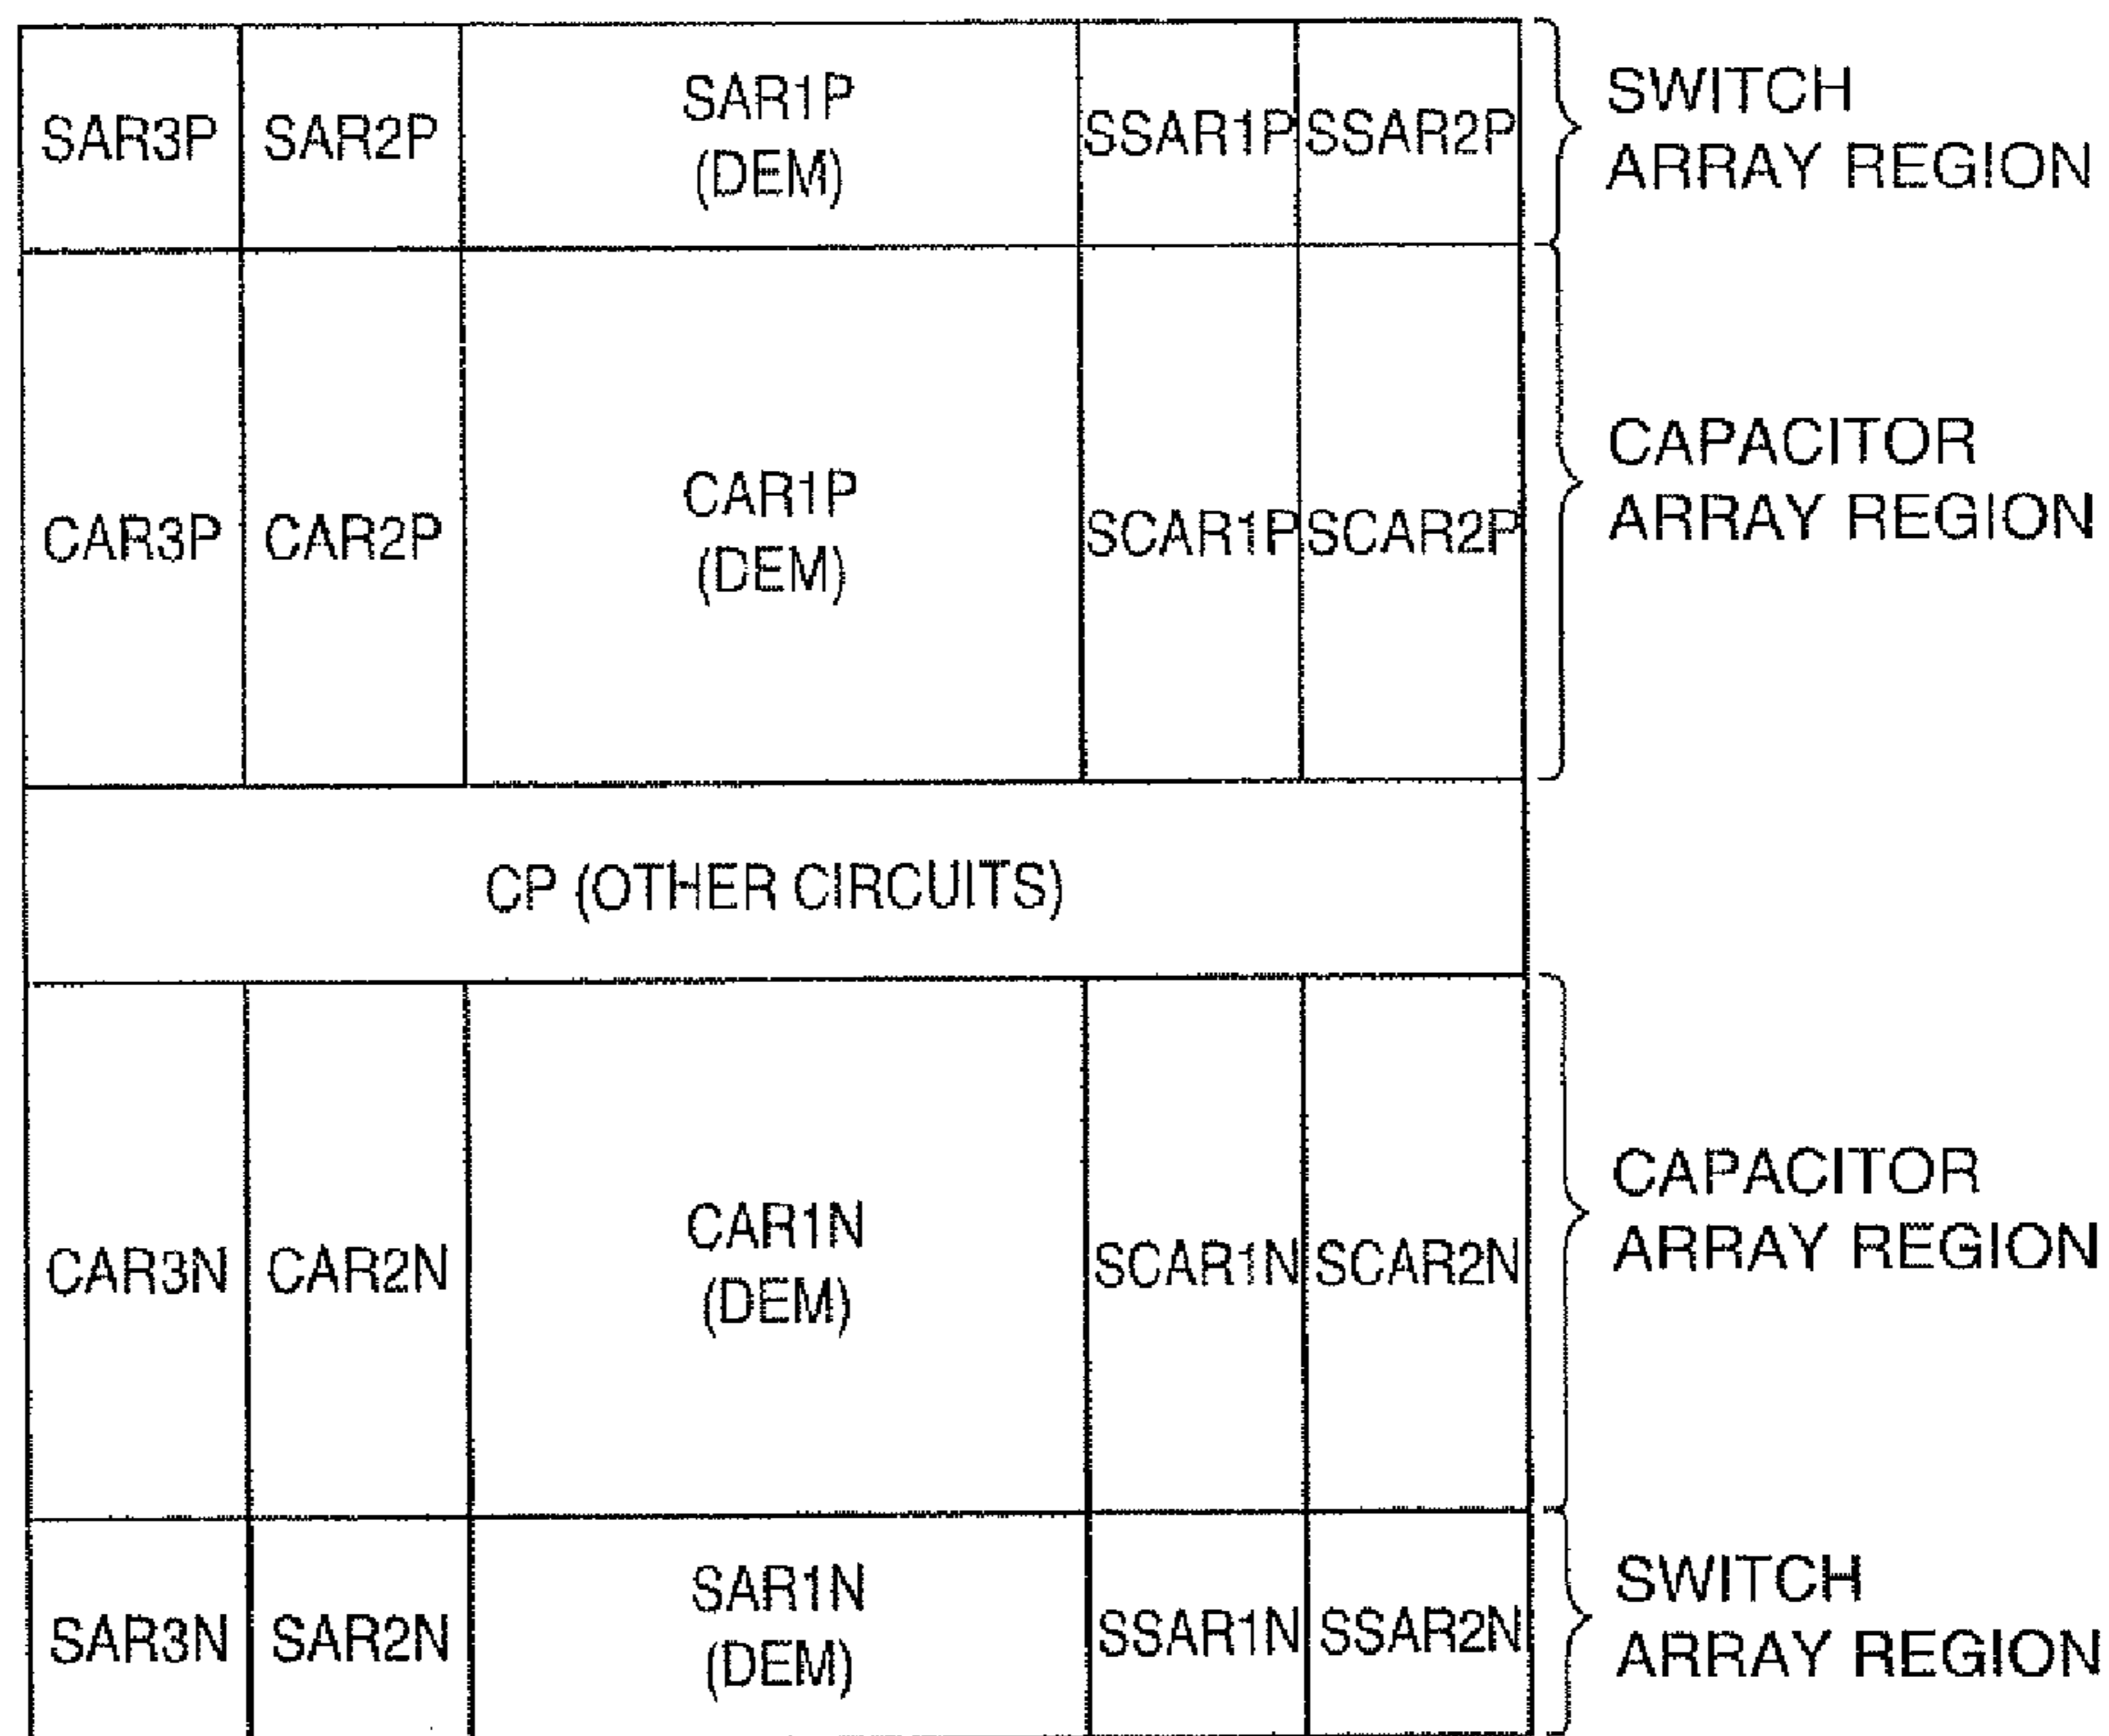 SAR3P
SAR2P
SAR1P
(DEM)
SSAR1P
SSAR2P
SWITCH
ARRAY REGION
CAR3P
CAR2P
CAR1P
(DEM)
SCAR1P
SCAR2P
CAPACITOR
ARRAY REGION
CP (OTHER CIRCUITS)
CAR3N
CAR2N
CAR1N
(DEM)
SCAR1N
SCAR2N
CAPACITOR
ARRAY REGION
SAR3N
SAR2N
SAR1N
(DEM)
SSAR1N
SSAR2N
SWITCH
ARRAY REGION